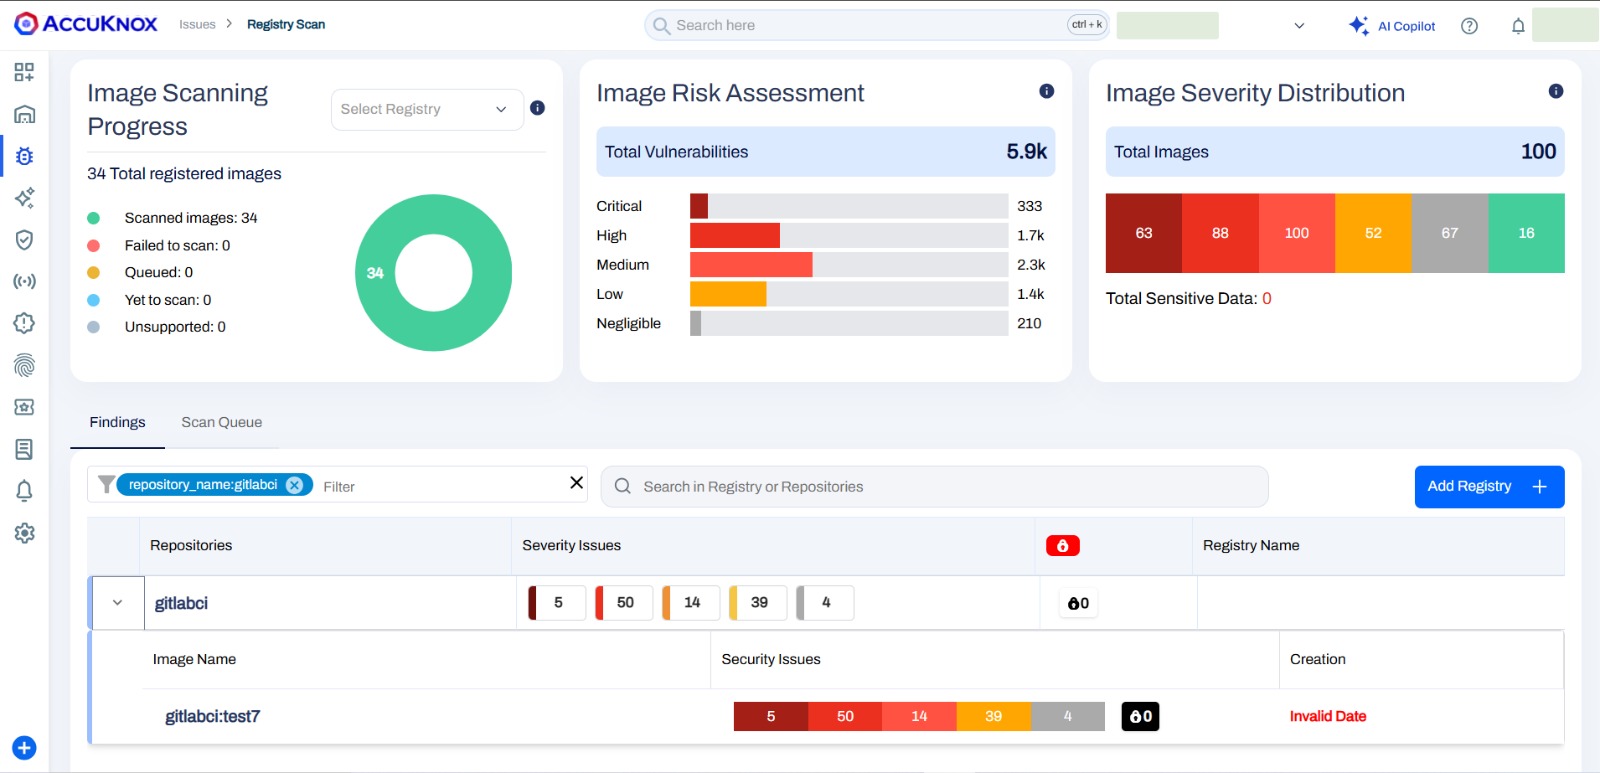 ACCUKNOX
Issues > Registry Scan
Search here
ctrl + k
AI Copilot
Image Scanning
Progress
Select Registry
34 Total registered images
Scanned images: 34
Failed to scan: 0
Queued: 0
Yet to scan: 0
Unsupported: 0
34
Image Risk Assessment
Total Vulnerabilities 5.9k
Critical 333
High 1.7k
Medium 2.3k
Low 1.4k
Negligible 210
Image Severity Distribution
Total Images 100
63 88 100 52 67 16
Total Sensitive Data: 0
Findings Scan Queue
repository_name:gitlabci Filter
Search in Registry or Repositories
Add Registry +
Repositories Severity Issues Registry Name
gitlabci 5 50 14 39 4 0
Image Name Security Issues Creation
gitlabci:test7 5 50 14 39 4 0 Invalid Date